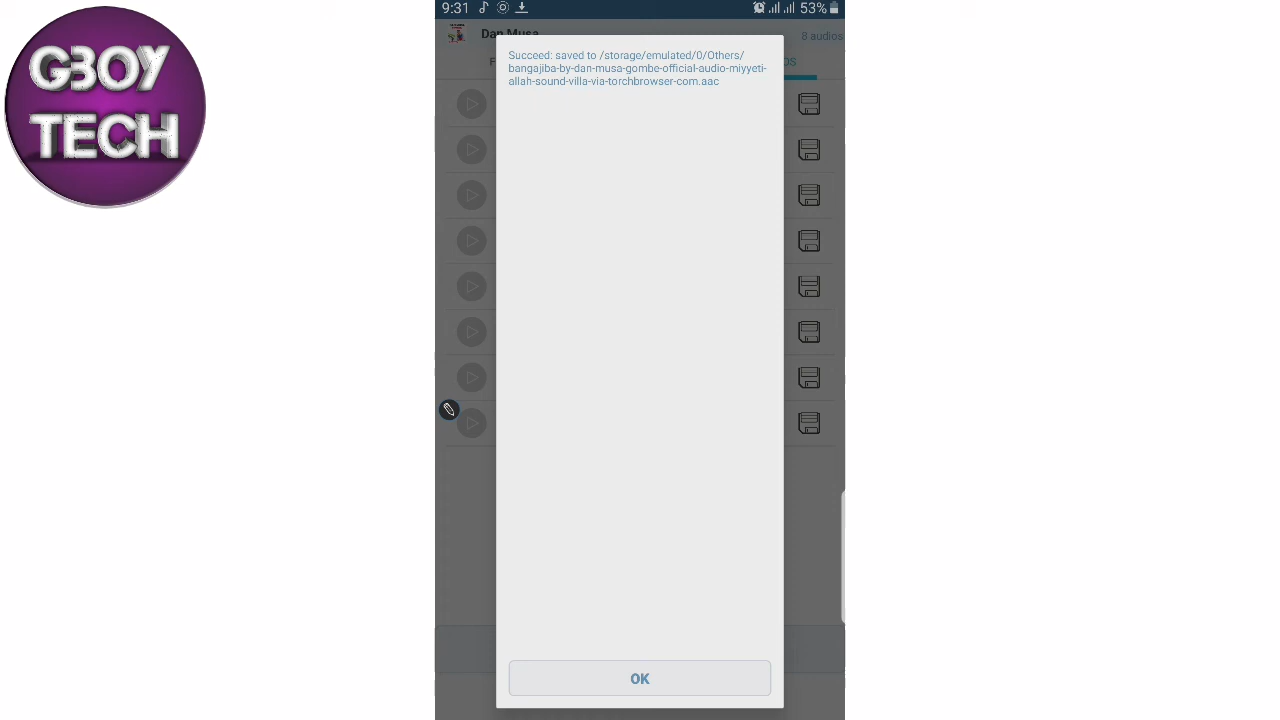 GBOY
TECH
9:31
53%
Dan Musa
8 audios
Succeed: saved to /storage/emulated/0/Others/
bangajiba-by-dan-musa-gombe-official-audio-miyyeti-
allah-sound-villa-via-torchbrowser-com.aac
OK